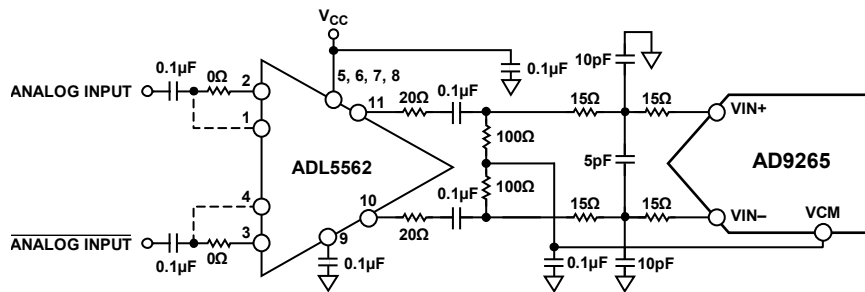 VCC
0.1µF
0Ω
ANALOG INPUT
2
1
5, 6, 7, 8
0.1µF
11
20Ω
0.1µF
10pF
15Ω
15Ω
VIN+
100Ω
ADL5562
5pF
AD9265
100Ω
4
10
0.1µF
15Ω
15Ω
VIN–
VCM
ANALOG INPUT
3
0.1µF
0Ω
9
0.1µF
20Ω
0.1µF
10pF